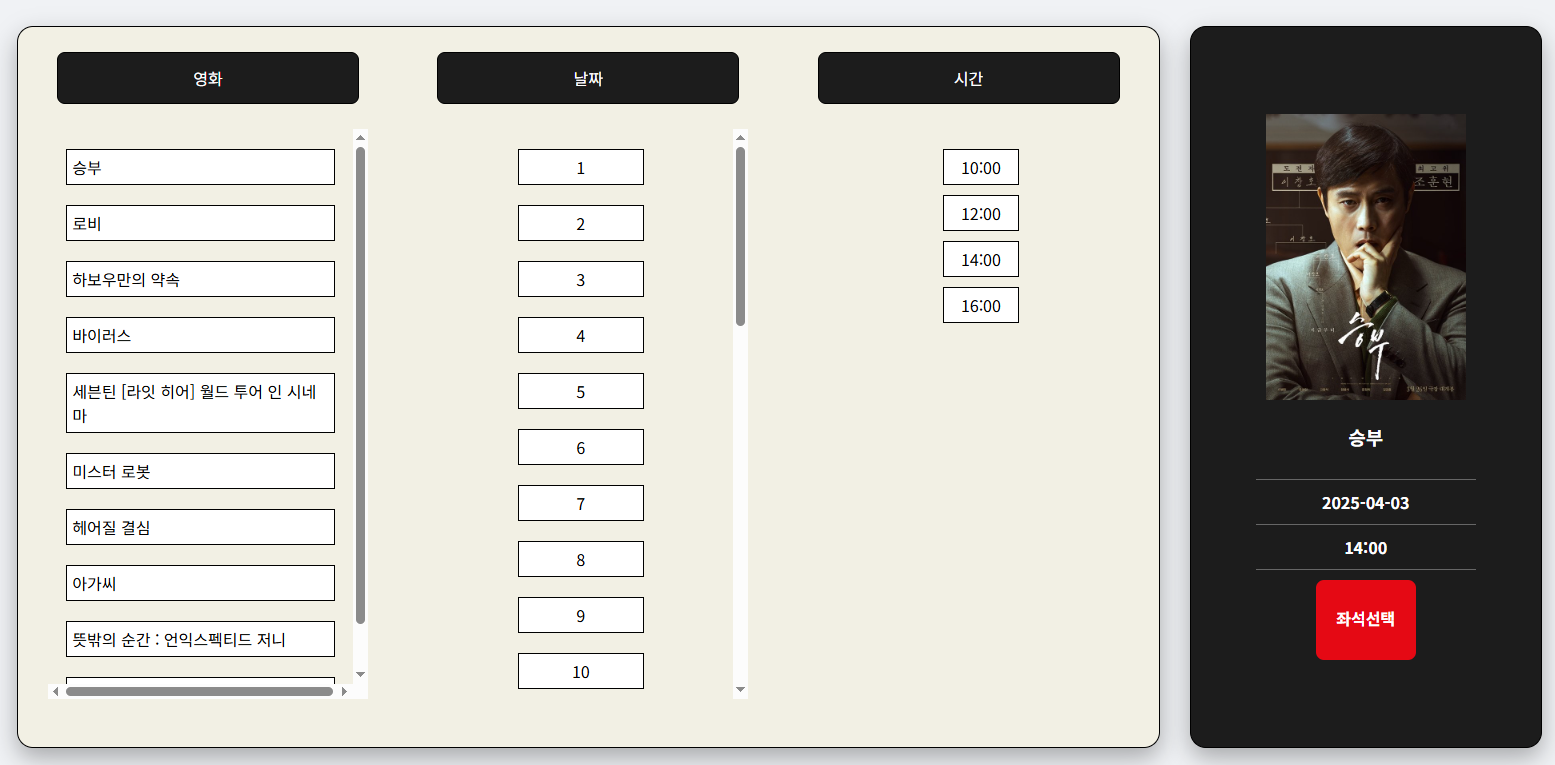 영화
날짜
시간
승부
로비
하보우만의 약속
바이러스
세븐틴 [라잇 히어] 월드 투어 인 시네
마
미스터 로봇
헤어질 결심
아가씨
뜻밖의 순간 : 언익스펙티드 저니
1
2
3
4
5
6
7
8
9
10
10:00
12:00
14:00
16:00
도전자
최고위
조훈현
승부
승부
2025-04-03
14:00
좌석선택